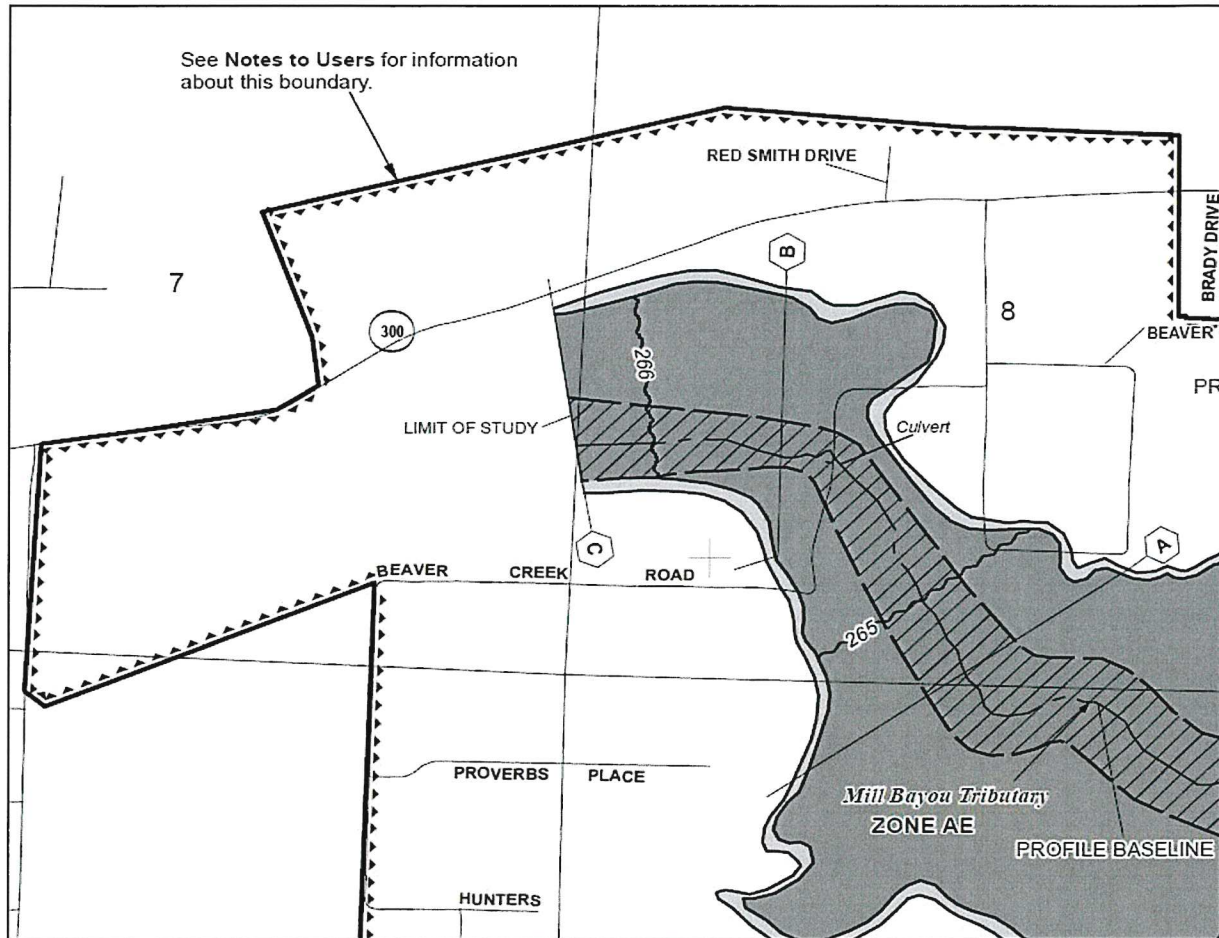 See Notes to Users for information
about this boundary.
RED SMITH DRIVE
BRADY DRIVE
7
B
8
300
BEAVER
266
PR
LIMIT OF STUDY
Culvert
C
A
BEAVER CREEK ROAD
265
PROVERBS PLACE
Mill Bayou Tributary
ZONE AE
PROFILE BASELINE
HUNTERS